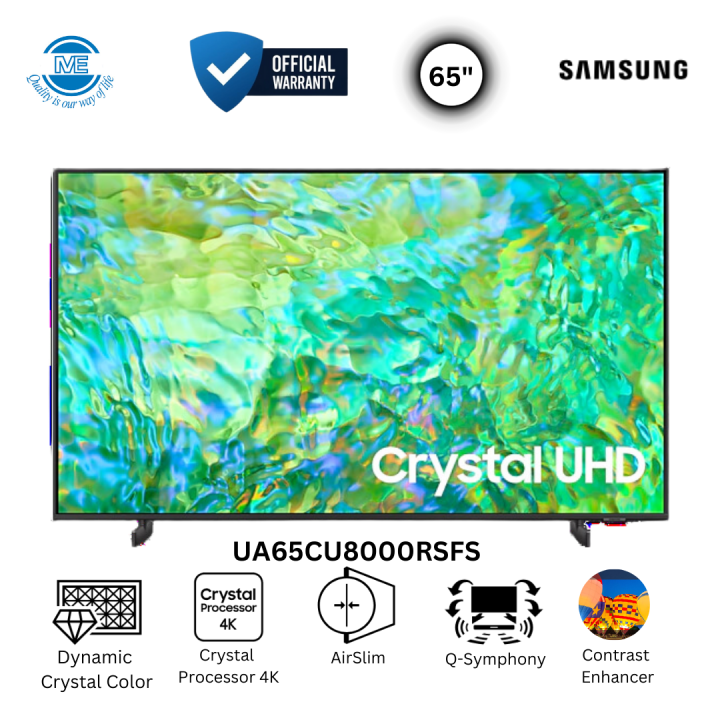 ME
Quality is our way of life
OFFICIAL
WARRANTY
65"
SAMSUNG
Crystal UHD
UA65CU8000RSFS
Crystal
Processor
4K
Dynamic
Crystal Color
Crystal
Processor 4K
AirSlim
Q-Symphony
Contrast
Enhancer